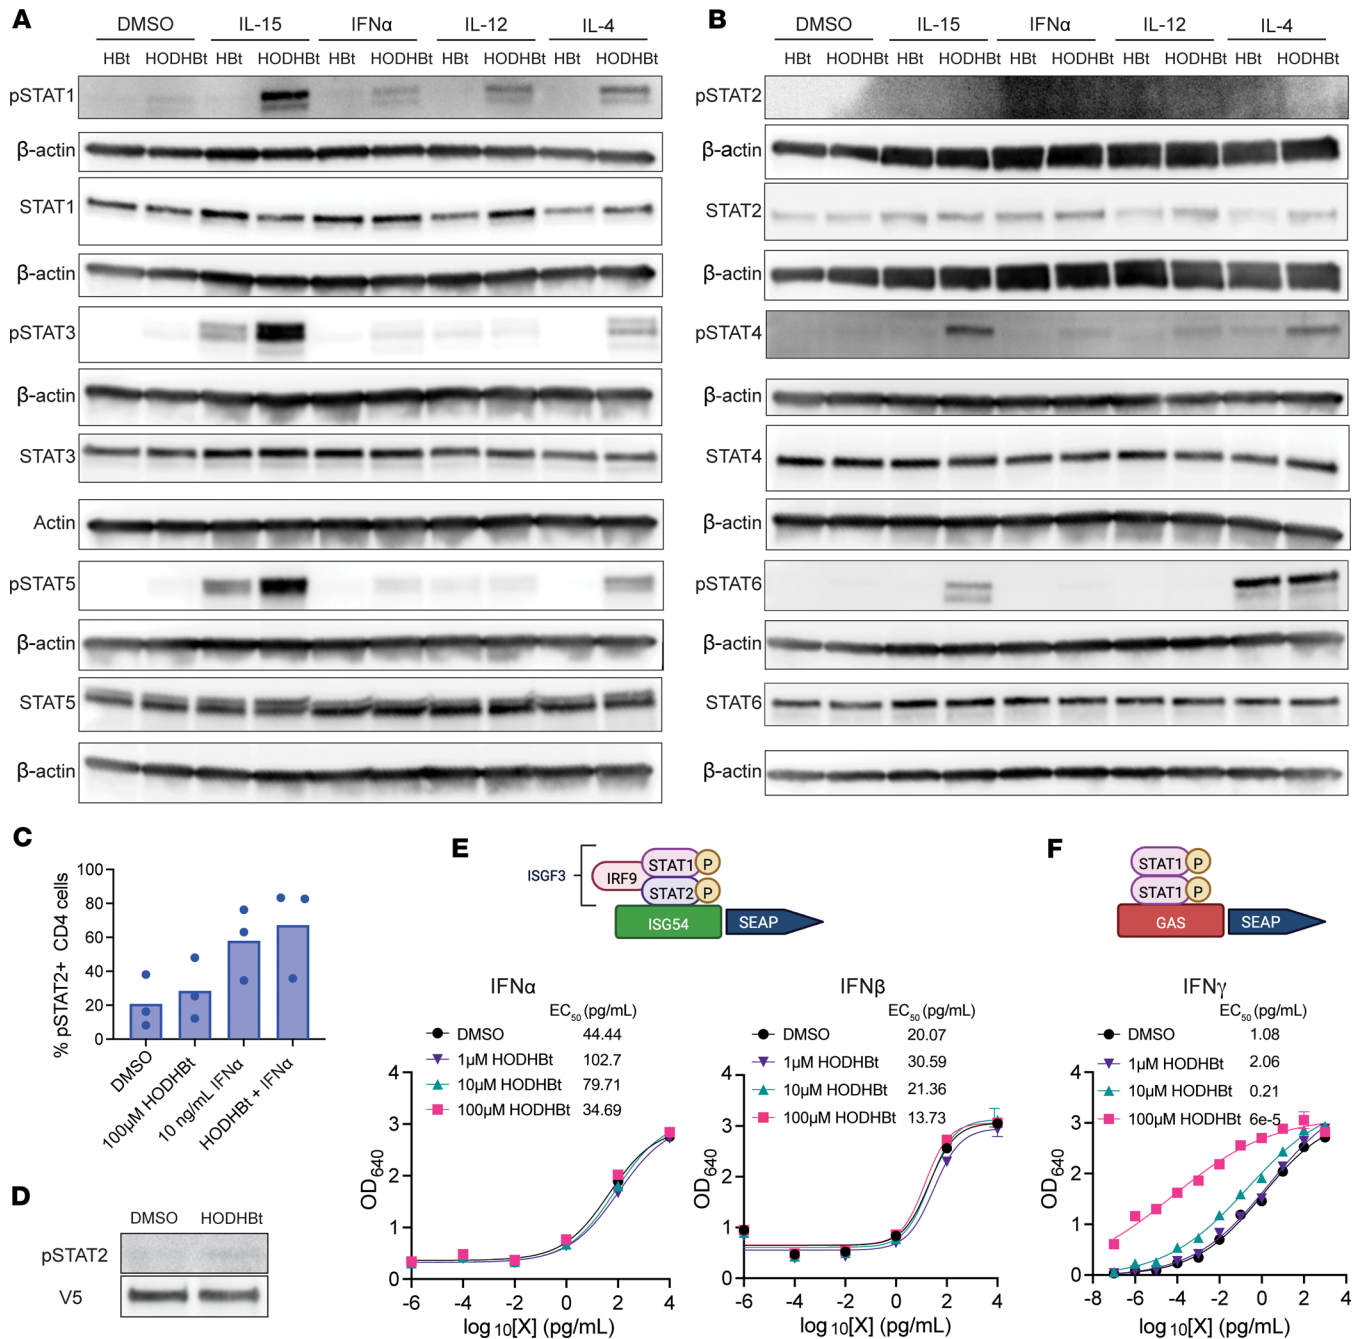 A
DMSO IL-15 IFNα IL-12 IL-4
HBt HODHBt HBt HODHBt HBt HODHBt HBt HODHBt HBt HODHBt
pSTAT1
β-actin
STAT1
β-actin
pSTAT3
β-actin
STAT3
Actin
pSTAT5
β-actin
STAT5
β-actin
B
DMSO IL-15 IFNα IL-12 IL-4
HBt HODHBt HBt HODHBt HBt HODHBt HBt HODHBt HBt HODHBt
pSTAT2
β-actin
STAT2
β-actin
pSTAT4
β-actin
STAT4
β-actin
pSTAT6
β-actin
STAT6
β-actin
C
% pSTAT2+ CD4 cells
100
80
60
40
20
0
DMSO
100μM HODHBt
10 ng/mL IFNα
HODHBt + IFNα
D
DMSO HODHBt
pSTAT2
V5
E
ISGF3
IRF9
STAT1 P
STAT2 P
ISG54 SEAP
IFNα
EC50 (pg/mL)
DMSO 44.44
1μM HODHBt 102.7
10μM HODHBt 79.71
100μM HODHBt 34.69
OD640
4
3
2
1
0
-6 -4 -2 0 2 4
log10[X] (pg/mL)
IFNβ
EC50 (pg/mL)
DMSO 20.07
1μM HODHBt 30.59
10μM HODHBt 21.36
100μM HODHBt 13.73
OD640
4
3
2
1
0
-6 -4 -2 0 2 4
log10[X] (pg/mL)
F
STAT1 P
STAT1 P
GAS SEAP
IFNγ
EC50 (pg/mL)
DMSO 1.08
1μM HODHBt 2.06
10μM HODHBt 0.21
100μM HODHBt 6e-5
OD640
4
3
2
1
0
-8 -6 -4 -2 0 2 4
log10[X] (pg/mL)